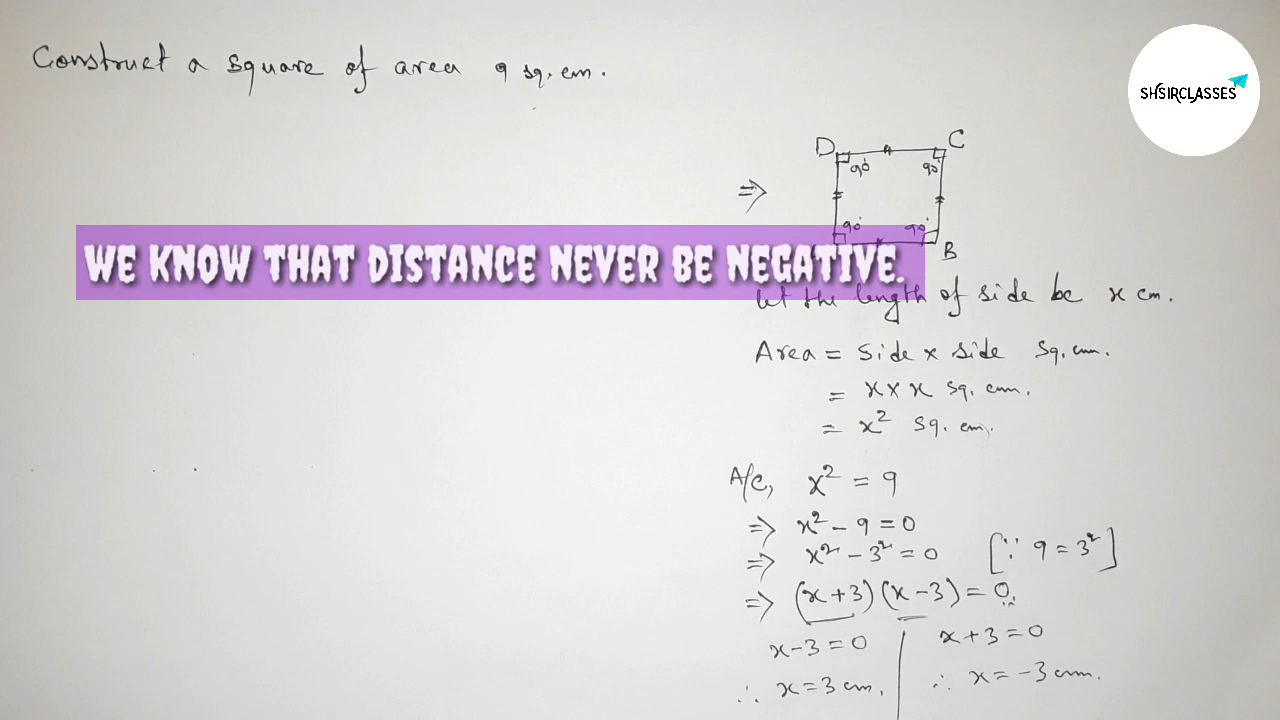 Construct a square of area 9 sq. cm.
SHSIRCLASSES
D C
90° 90°
⇒
90° 90°
B
WE KNOW THAT DISTANCE NEVER BE NEGATIVE.
let the length of side be x cm.
Area = side × side sq. cm.
= x × x sq. cm.
= x² sq. cm.
A/C, x² = 9
⇒ x² - 9 = 0
⇒ x² - 3² = 0 [∵ 9 = 3²]
⇒ (x + 3) (x - 3) = 0.
x - 3 = 0 x + 3 = 0
∴ x = 3 cm. ∴ x = -3 cm.